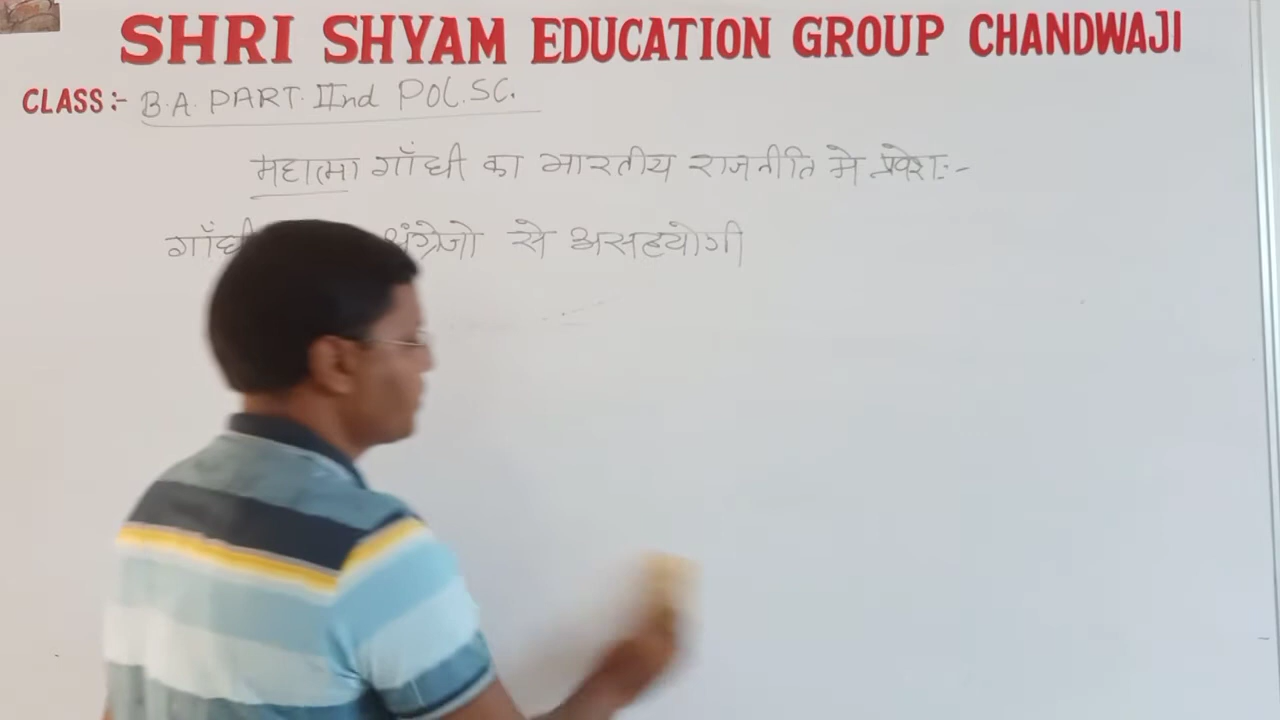 SHRI SHYAM EDUCATION GROUP CHANDWAJI
CLASS:- B.A. PART. IInd POL.SC.
महात्मा गाँधी का भारतीय राजनीति मे प्रवेश:-
गाँधी अंग्रेजो से असहयोगी